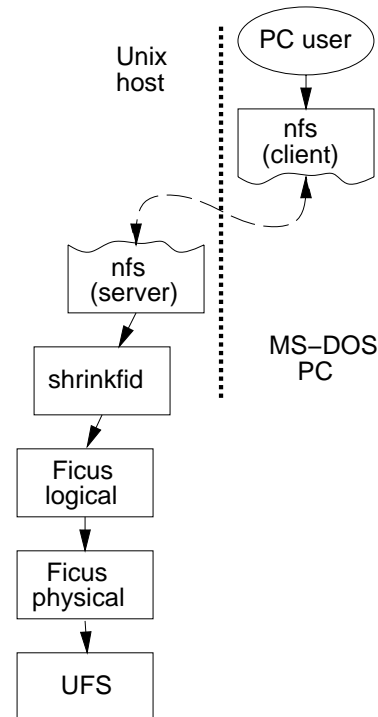 PC user
Unix
host
nfs
(client)
nfs
(server)
MS–DOS
PC
shrinkfid
Ficus
logical
Ficus
physical
UFS